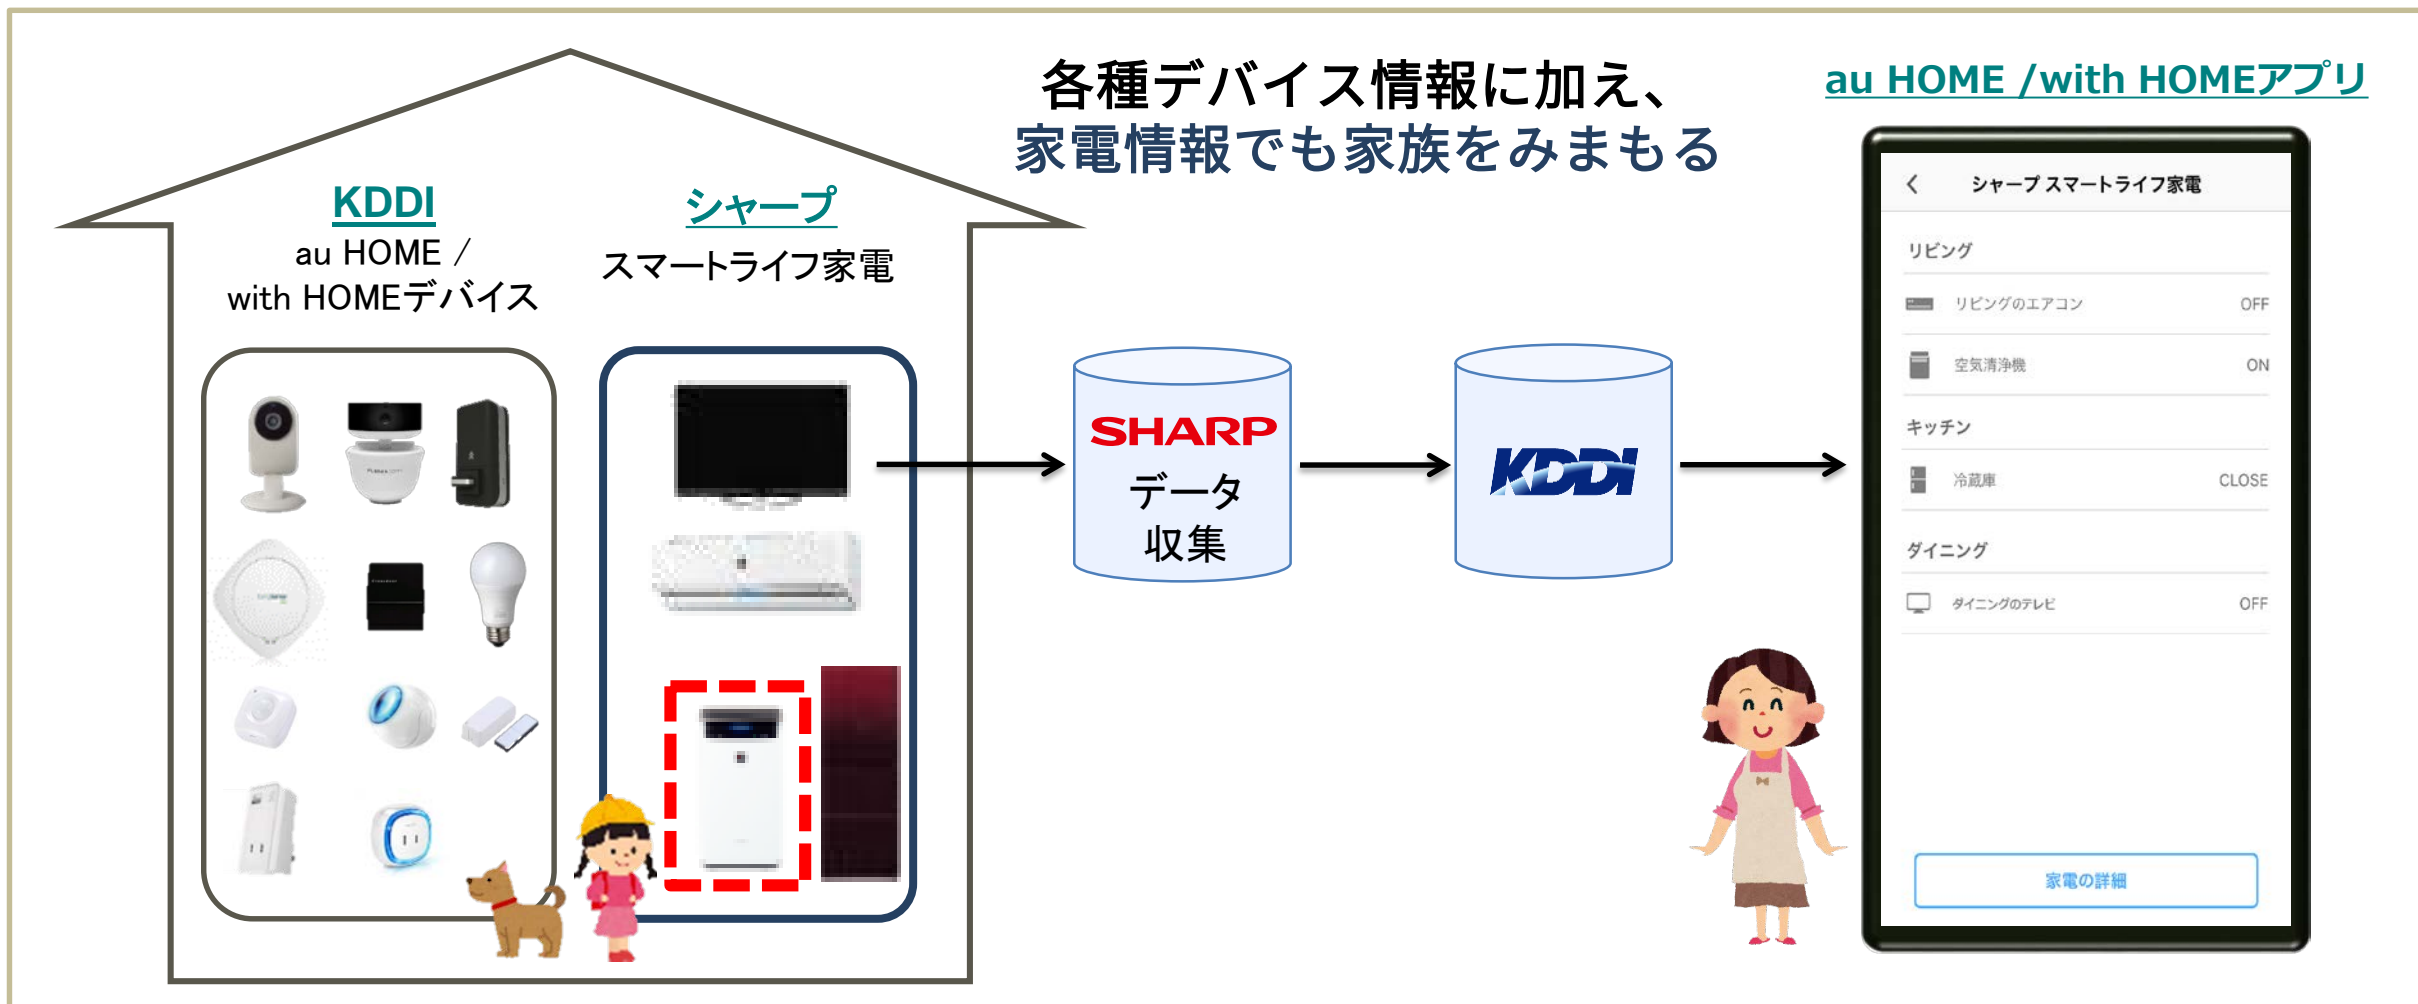 各種デバイス情報に加え、
家電情報でも家族をみまもる
au HOME /with HOMEアプリ
KDDI
au HOME /
with HOMEデバイス
シャープ
スマートライフ家電
SHARP
データ
収集
KDDI
シャープ スマートライフ家電
リビング
リビングのエアコン OFF
空気清浄機 ON
キッチン
冷蔵庫 CLOSE
ダイニング
ダイニングのテレビ OFF
家電の詳細